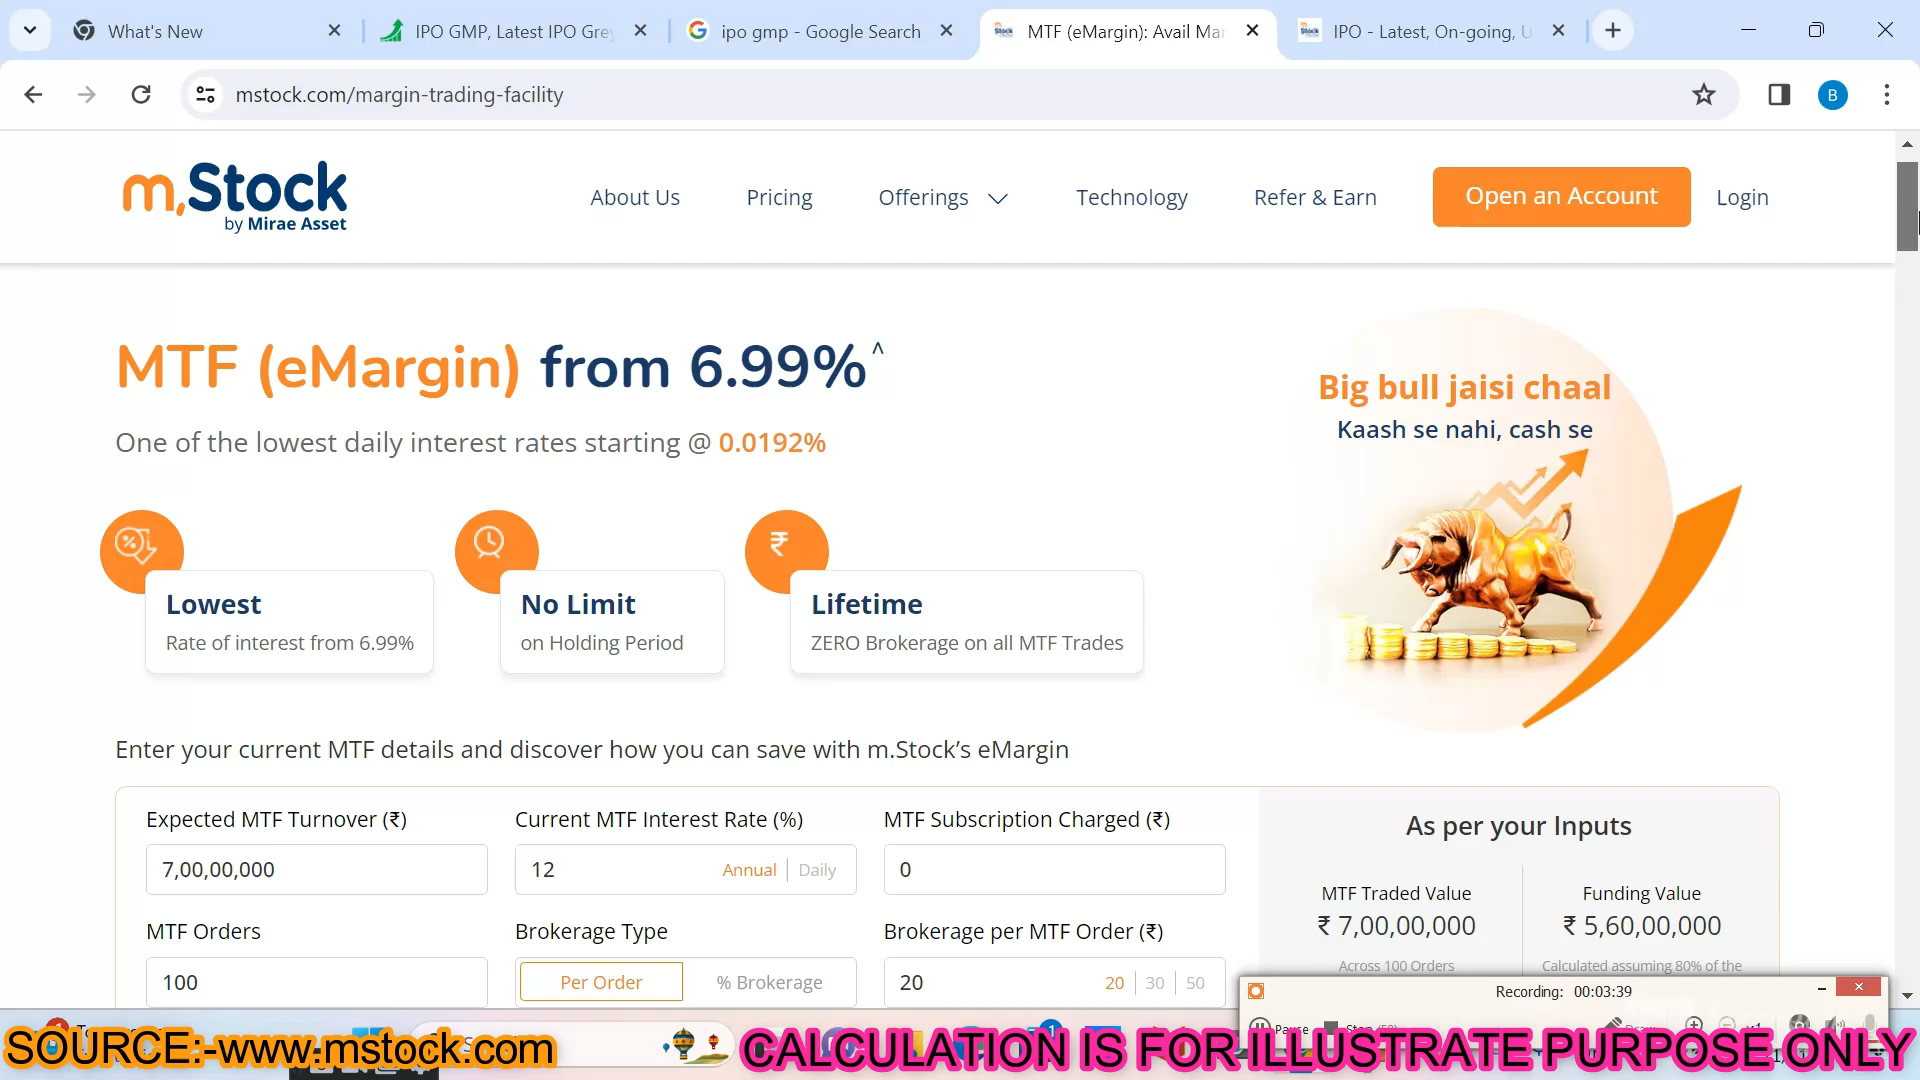 What's New
IPO GMP, Latest IPO Grey
ipo gmp - Google Search
MTF (eMargin): Avail Mar
IPO - Latest, On-going, U
mstock.com/margin-trading-facility
B
m.Stock
by Mirae Asset
About Us
Pricing
Offerings
Technology
Refer & Earn
Open an Account
Login
MTF (eMargin) from 6.99%^
One of the lowest daily interest rates starting @ 0.0192%
Big bull jaisi chaal
Kaash se nahi, cash se
₹
Lowest
Rate of interest from 6.99%
No Limit
on Holding Period
Lifetime
ZERO Brokerage on all MTF Trades
Enter your current MTF details and discover how you can save with m.Stock’s eMargin
Expected MTF Turnover (₹)
Current MTF Interest Rate (%)
MTF Subscription Charged (₹)
7,00,00,000
12 Annual | Daily
0
MTF Orders
Brokerage Type
Brokerage per MTF Order (₹)
100
Per Order
% Brokerage
20 20 | 30 | 50
As per your Inputs
MTF Traded Value
Funding Value
₹ 7,00,00,000
₹ 5,60,00,000
Across 100 Orders
Calculated assuming 80% of the
Recording: 00:03:39
Pause
SOURCE:-www.mstock.com
CALCULATION IS FOR ILLUSTRATE PURPOSE ONLY